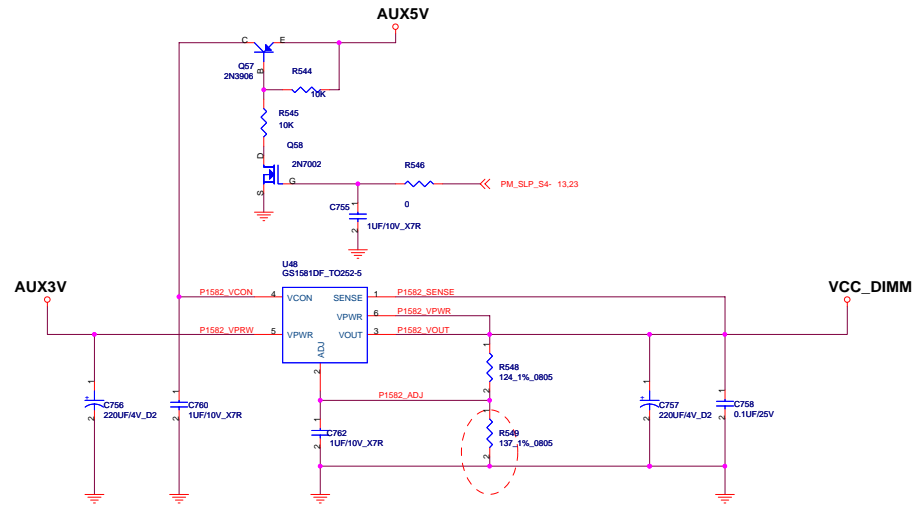 AUX5V
C
E
Q57
2N3906
B
R544
10K
R545
10K
Q58
D
2N7002
G
S
R546
0
PM_SLP_S4- 13,23
C755
1
1UF/10V_X7R
2
U48
GS1581DF_TO252-5
AUX3V
VCC_DIMM
P1582_VCON
4
VCON
SENSE
1
P1582_SENSE
VPWR
6
P1582_VPWR
P1582_VPRW
5
VPWR
VOUT
3
P1582_VOUT
ADJ
2
1
R548
124_1%_0805
2
P1582_ADJ
1
+
C756
220UF/4V_D2
2
1
C760
1UF/10V_X7R
2
1
C762
1UF/10V_X7R
2
1
R549
137_1%_0805
2
1
+
C757
220UF/4V_D2
2
1
C758
0.1UF/25V
2